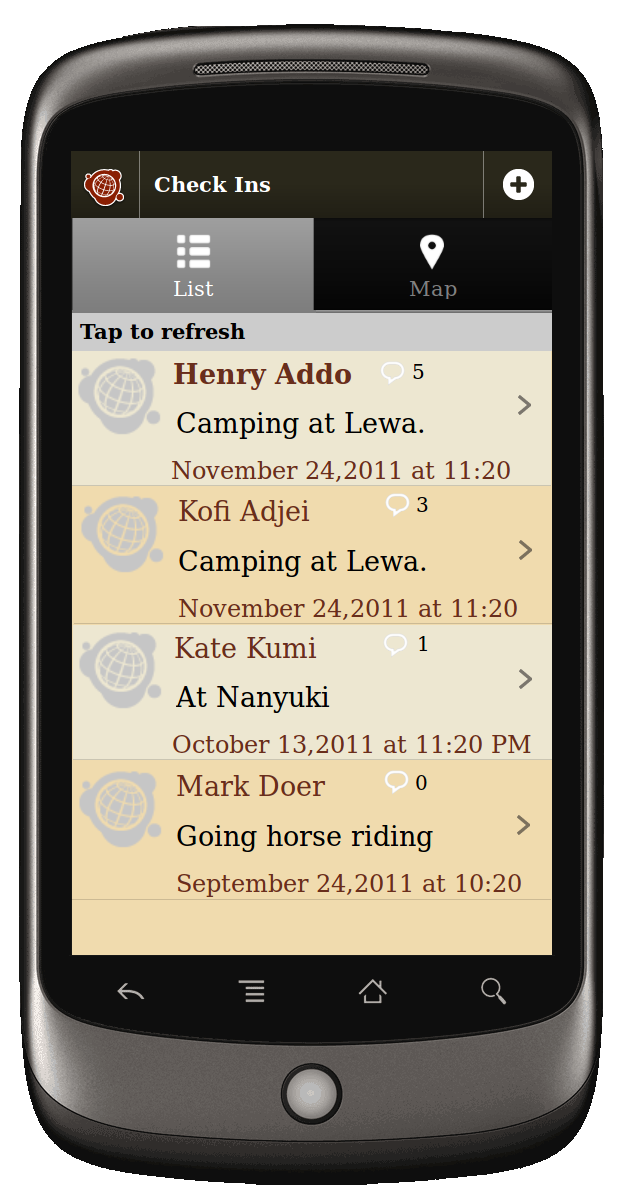 Check Ins
List
Map
Tap to refresh
Henry Addo 5
Camping at Lewa.
November 24,2011 at 11:20
Kofi Adjei 3
Camping at Lewa.
November 24,2011 at 11:20
Kate Kumi 1
At Nanyuki
October 13,2011 at 11:20 PM
Mark Doer 0
Going horse riding
September 24,2011 at 10:20